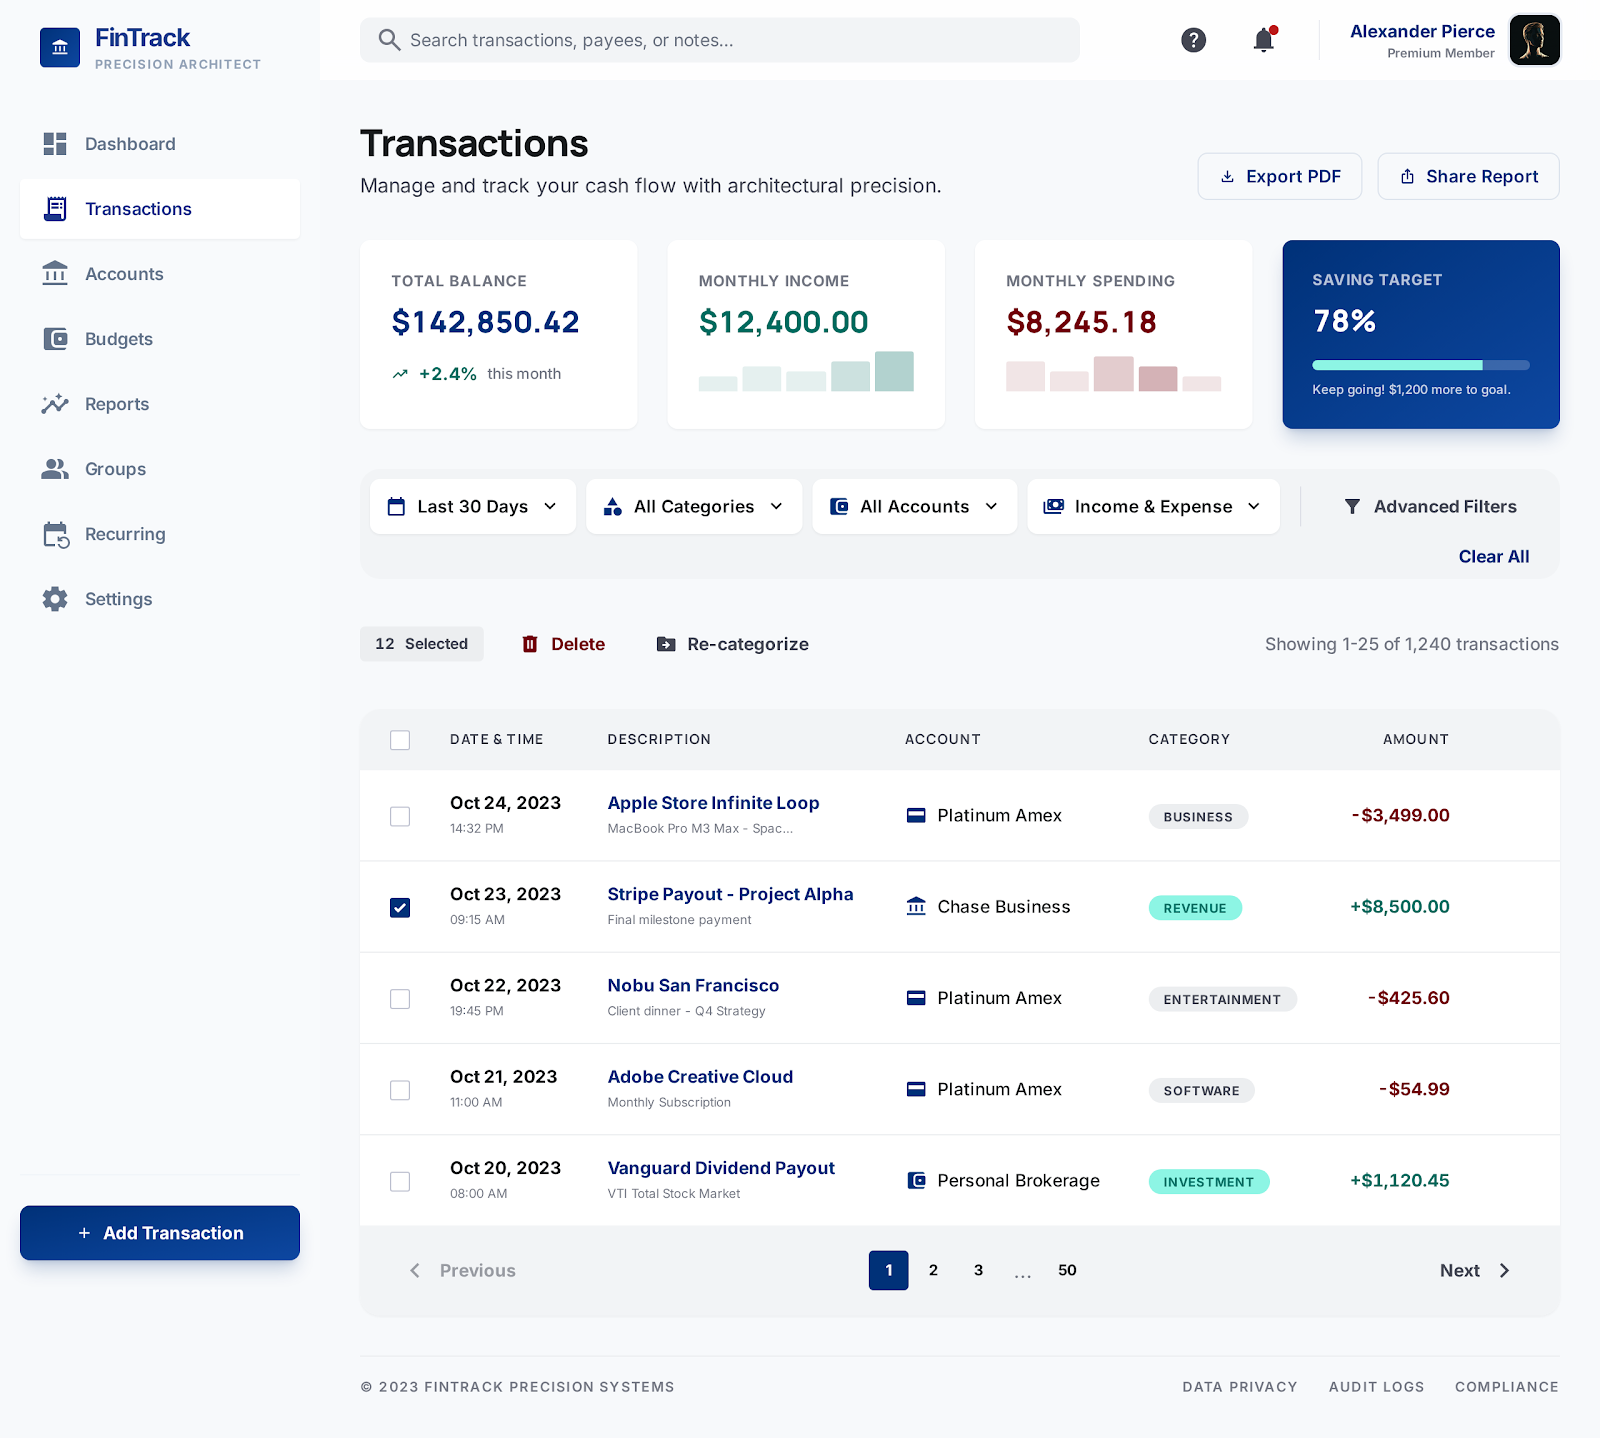 FinTrack
PRECISION ARCHITECT
Search transactions, payees, or notes...
?
Alexander Pierce
Premium Member
Dashboard
Transactions
Accounts
Budgets
Reports
Groups
Recurring
Settings
+ Add Transaction
Transactions
Manage and track your cash flow with architectural precision.
Export PDF
Share Report
TOTAL BALANCE
$142,850.42
+2.4% this month
MONTHLY INCOME
$12,400.00
MONTHLY SPENDING
$8,245.18
SAVING TARGET
78%
Keep going! $1,200 more to goal.
Last 30 Days
All Categories
All Accounts
Income & Expense
Advanced Filters
Clear All
12 Selected
Delete
Re-categorize
Showing 1-25 of 1,240 transactions
DATE & TIME DESCRIPTION ACCOUNT CATEGORY AMOUNT
Oct 24, 2023
14:32 PM
Apple Store Infinite Loop
MacBook Pro M3 Max - Spac...
Platinum Amex
BUSINESS
-$3,499.00
Oct 23, 2023
09:15 AM
Stripe Payout - Project Alpha
Final milestone payment
Chase Business
REVENUE
+$8,500.00
Oct 22, 2023
19:45 PM
Nobu San Francisco
Client dinner - Q4 Strategy
Platinum Amex
ENTERTAINMENT
-$425.60
Oct 21, 2023
11:00 AM
Adobe Creative Cloud
Monthly Subscription
Platinum Amex
SOFTWARE
-$54.99
Oct 20, 2023
08:00 AM
Vanguard Dividend Payout
VTI Total Stock Market
Personal Brokerage
INVESTMENT
+$1,120.45
Previous
1 2 3 ... 50
Next
© 2023 FINTRACK PRECISION SYSTEMS
DATA PRIVACY AUDIT LOGS COMPLIANCE